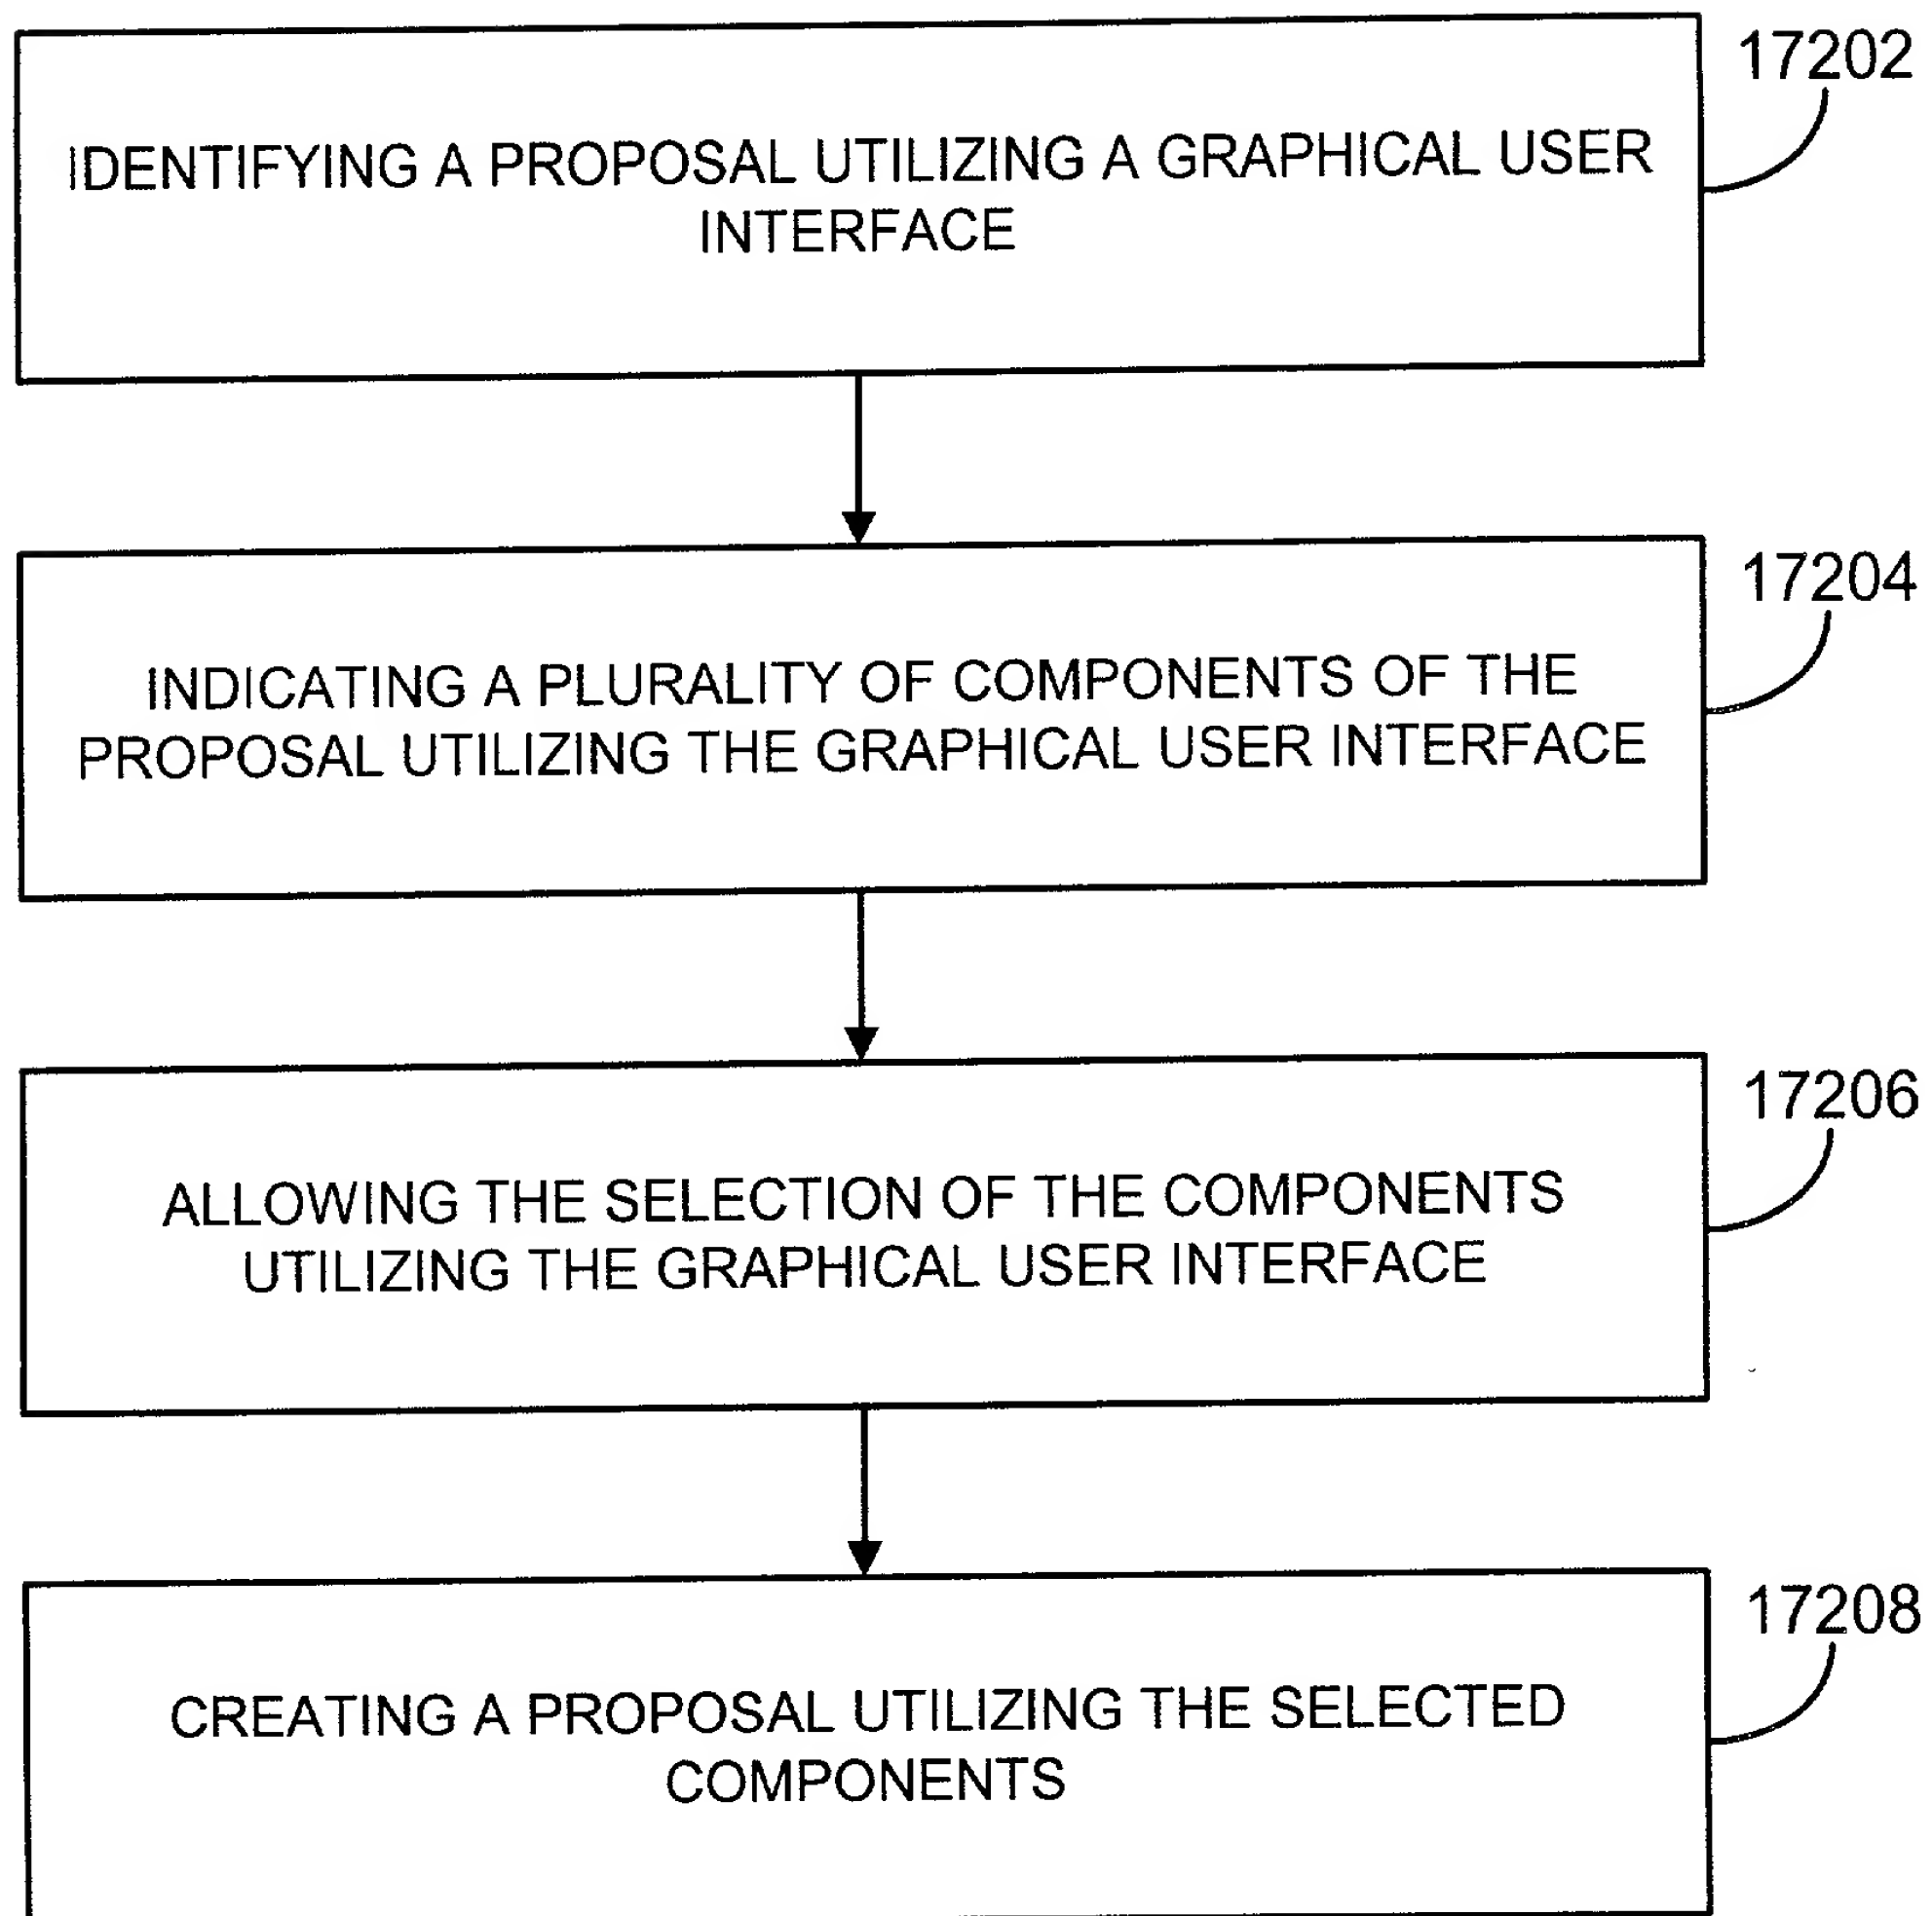 17202
IDENTIFYING A PROPOSAL UTILIZING A GRAPHICAL USER
INTERFACE
17204
INDICATING A PLURALITY OF COMPONENTS OF THE
PROPOSAL UTILIZING THE GRAPHICAL USER INTERFACE
17206
ALLOWING THE SELECTION OF THE COMPONENTS
UTILIZING THE GRAPHICAL USER INTERFACE
17208
CREATING A PROPOSAL UTILIZING THE SELECTED
COMPONENTS